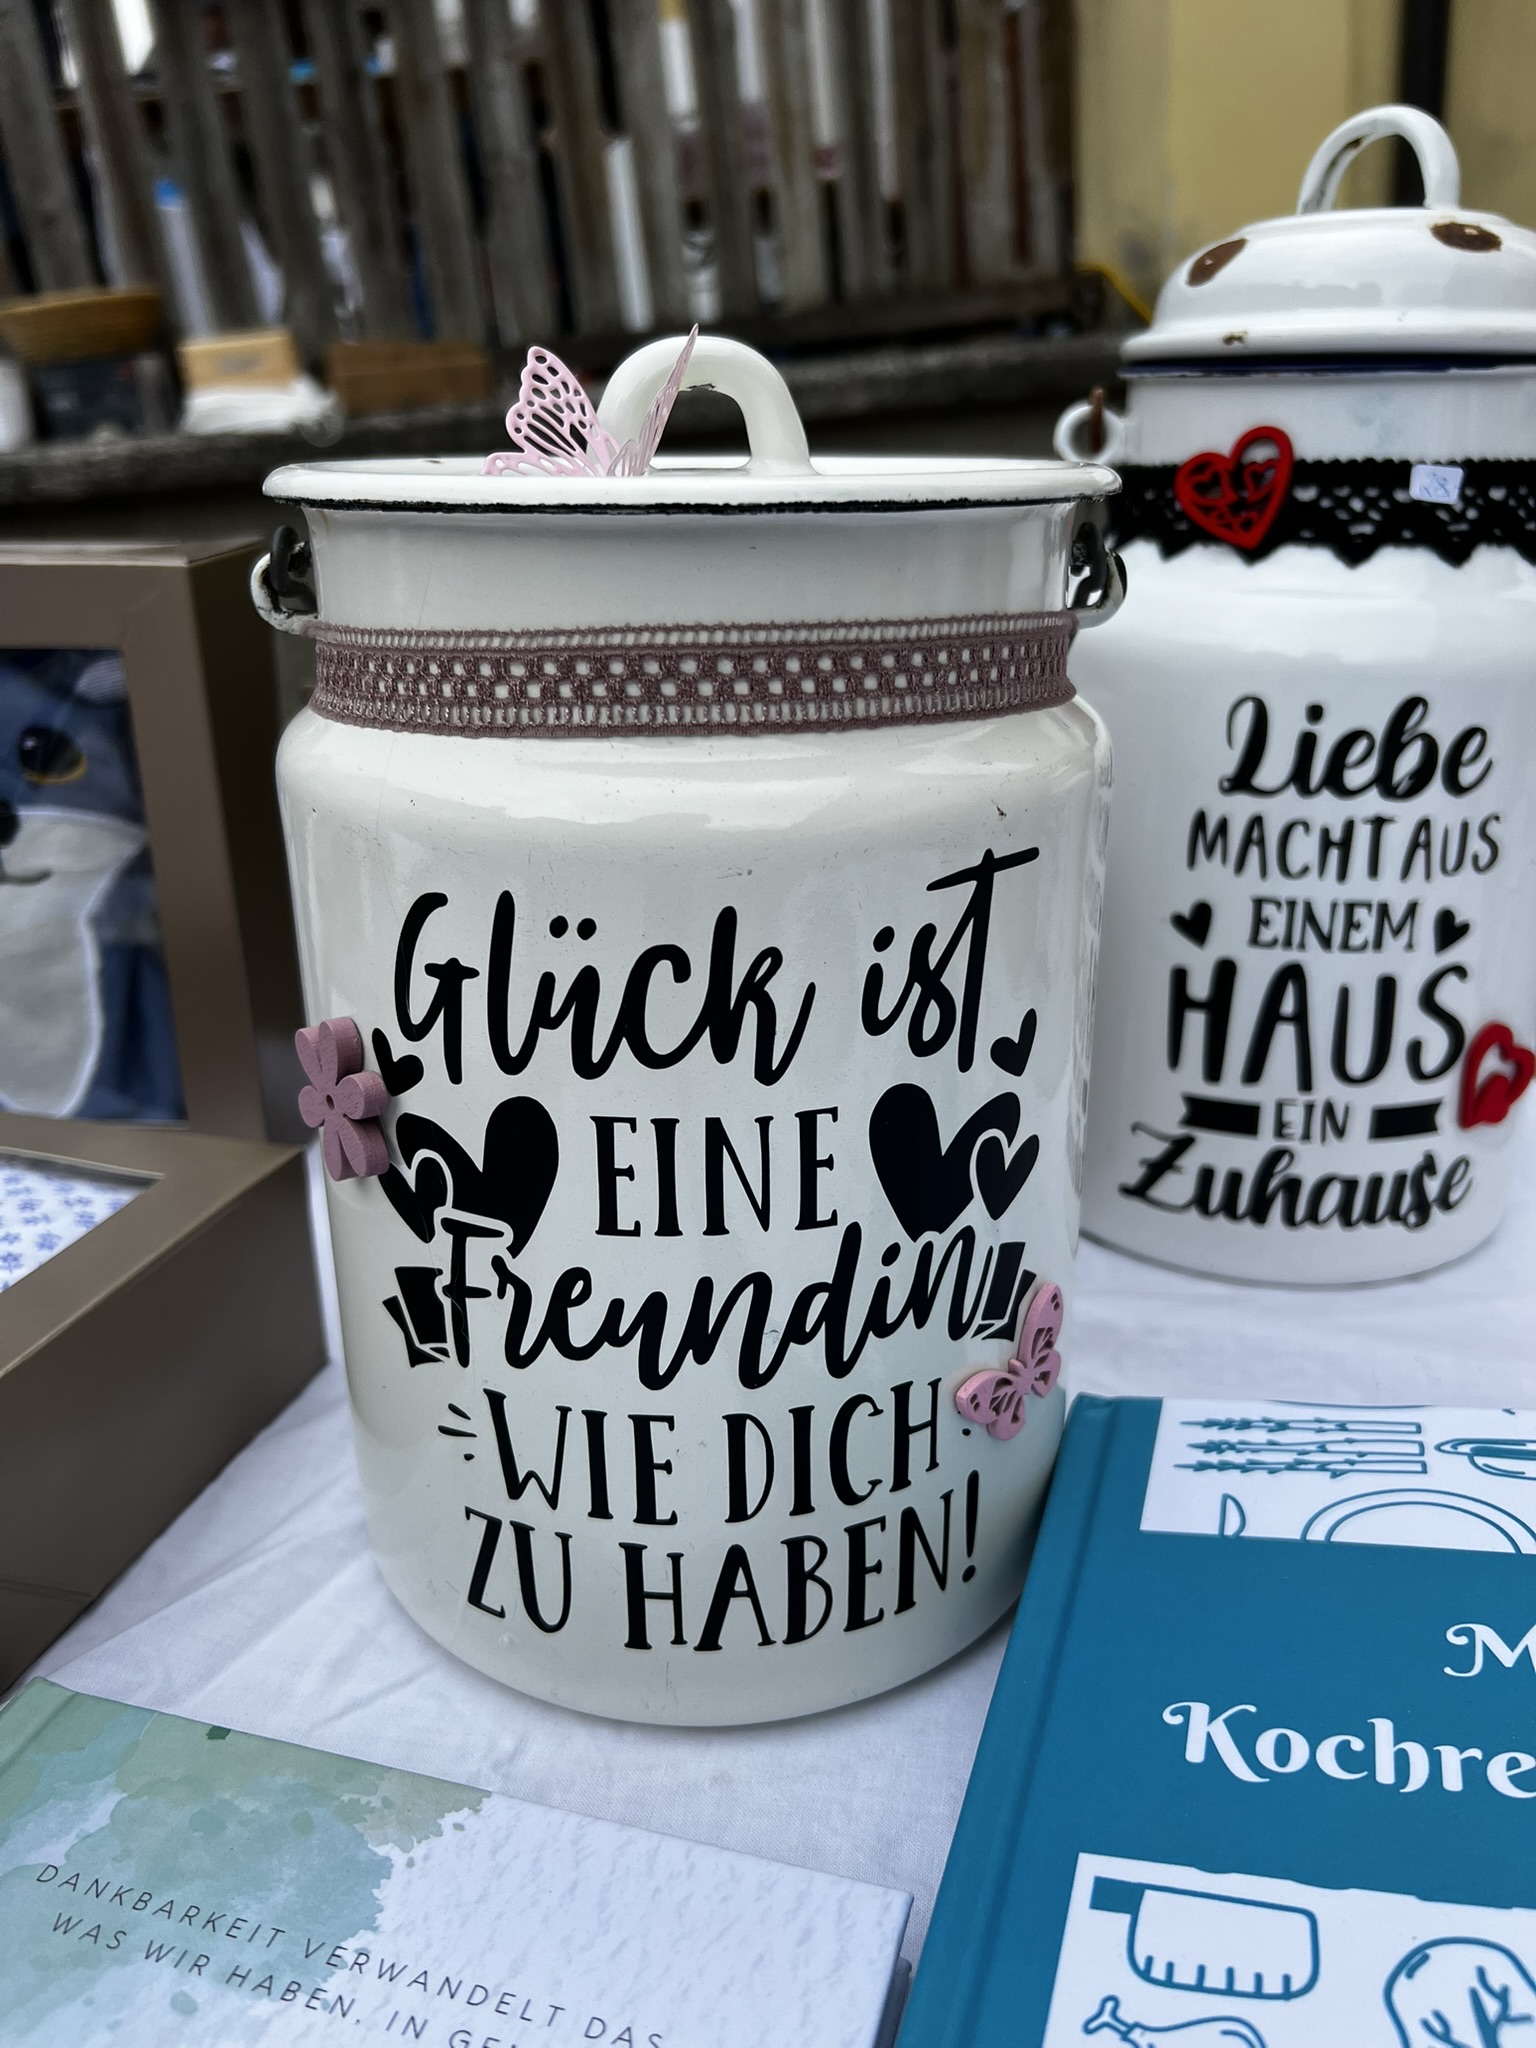 Glück ist
EINE
Freundin
WIE DICH
ZU HABEN!
Liebe
MACHT AUS
EINEM
HAUS
EIN
Zuhause
DANKBARKEIT VERWANDELT DAS
WAS WIR HABEN, IN